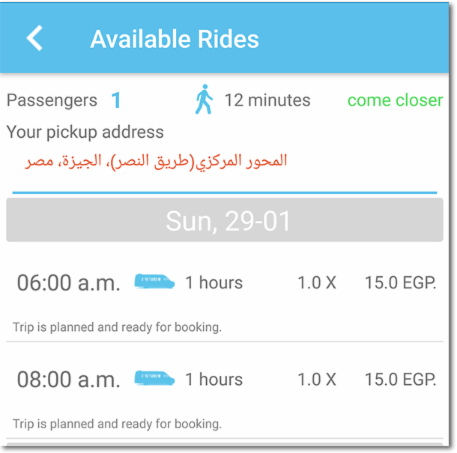 Available Rides
Passengers 1 12 minutes come closer
Your pickup address
المحور المركزي(طريق النصر)، الجيزة، مصر
Sun, 29-01
06:00 a.m. 1 hours 1.0 X 15.0 EGP.
Trip is planned and ready for booking.
08:00 a.m. 1 hours 1.0 X 15.0 EGP.
Trip is planned and ready for booking.